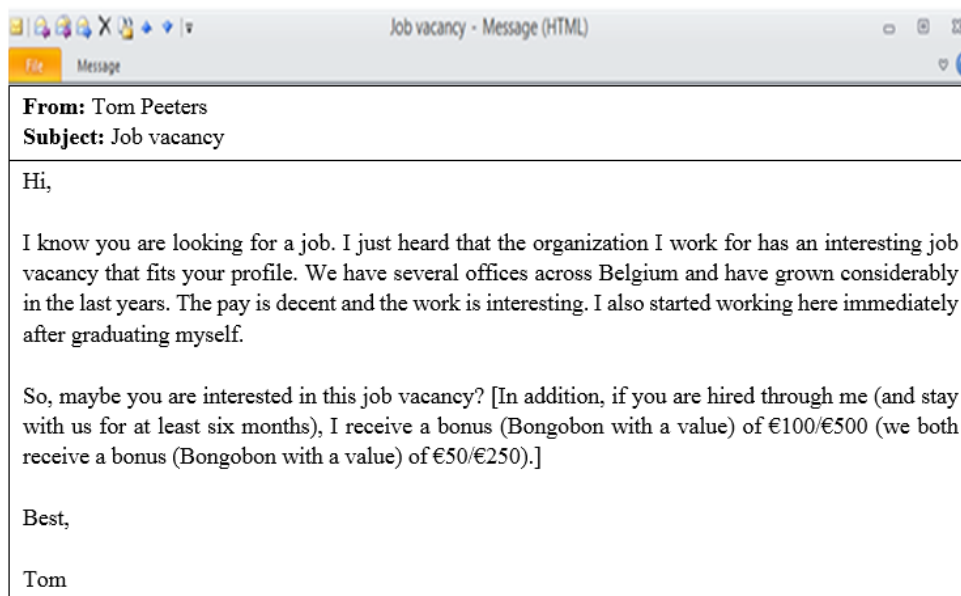 Job vacancy - Message (HTML)
File Message
From: Tom Peeters
Subject: Job vacancy
Hi,
I know you are looking for a job. I just heard that the organization I work for has an interesting job
vacancy that fits your profile. We have several offices across Belgium and have grown considerably
in the last years. The pay is decent and the work is interesting. I also started working here immediately
after graduating myself.
So, maybe you are interested in this job vacancy? [In addition, if you are hired through me (and stay
with us for at least six months), I receive a bonus (Bongobon with a value) of €100/€500 (we both
receive a bonus (Bongobon with a value) of €50/€250).]
Best,
Tom